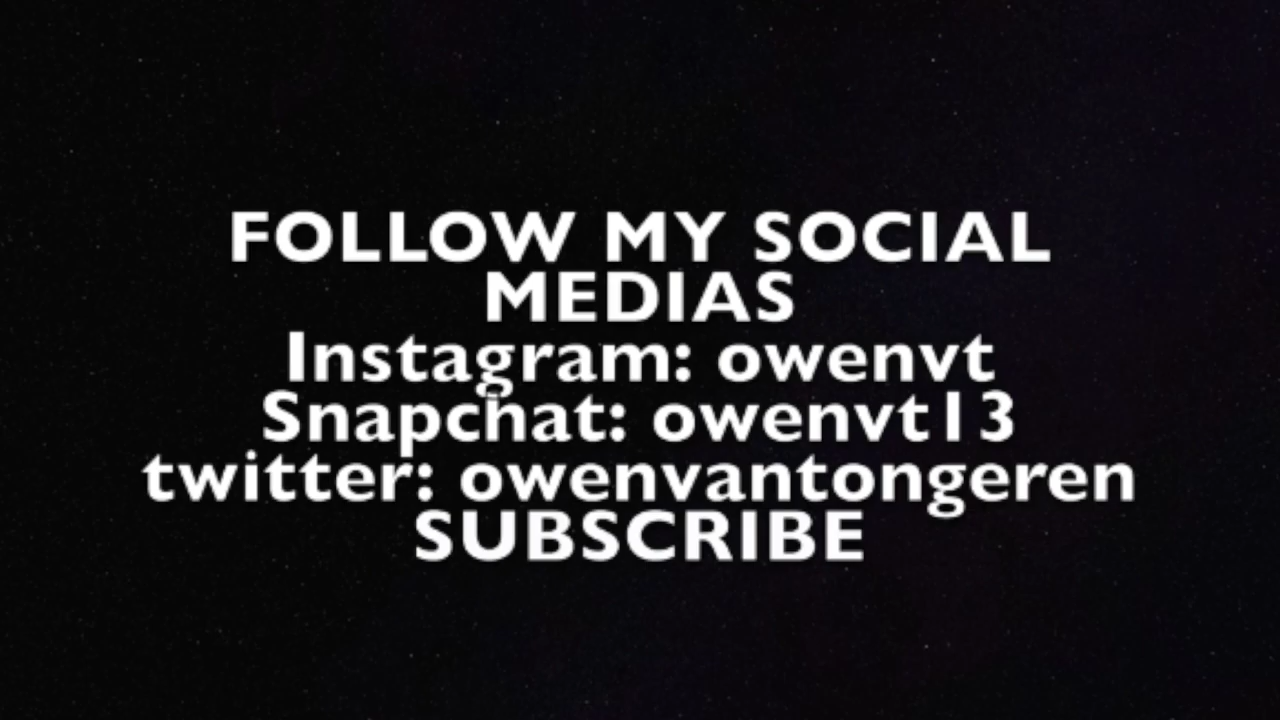 FOLLOW MY SOCIAL
MEDIAS
Instagram: owenvt
Snapchat: owenvt13
twitter: owenvantongeren
SUBSCRIBE